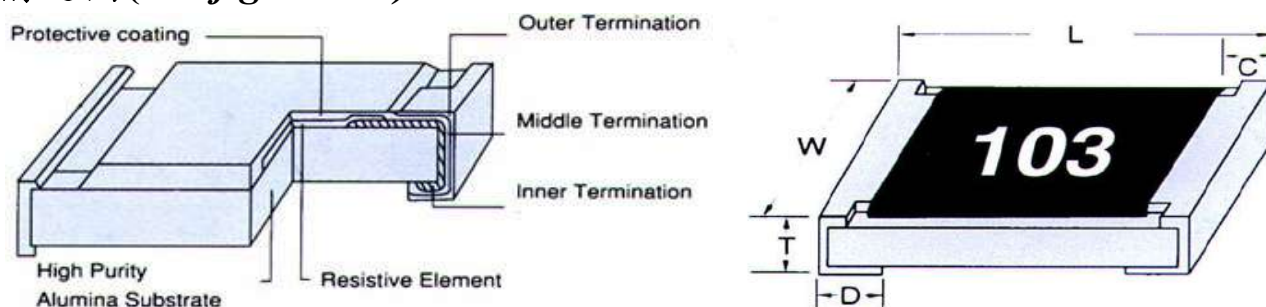 Protective coating
Outer Termination
Middle Termination
Inner Termination
High Purity
Alumina Substrate
Resistive Element
L
C
W
103
T
D